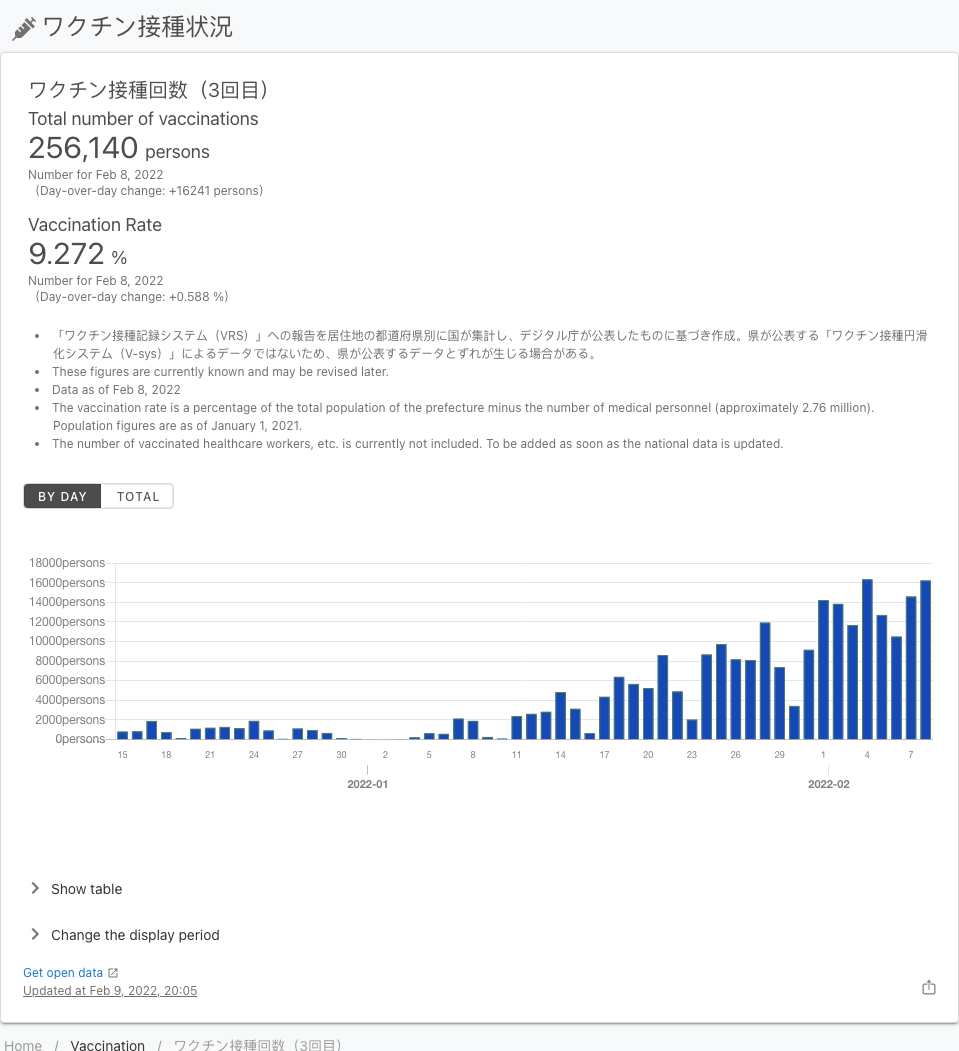 ワクチン接種状況
ワクチン接種回数（3回目）
Total number of vaccinations
256,140 persons
Number for Feb 8, 2022
（Day-over-day change: +16241 persons）
Vaccination Rate
9.272 %
Number for Feb 8, 2022
（Day-over-day change: +0.588 %）
• 「ワクチン接種記録システム（VRS）」への報告を居住地の都道府県別に国が集計し、デジタル庁が公表したものに基づき作成。県が公表する「ワクチン接種円滑
化システム（V-sys）」によるデータではないため、県が公表するデータとずれが生じる場合がある。
• These figures are currently known and may be revised later.
• Data as of Feb 8, 2022
• The vaccination rate is a percentage of the total population of the prefecture minus the number of medical personnel (approximately 2.76 million).
Population figures are as of January 1, 2021.
• The number of vaccinated healthcare workers, etc. is currently not included. To be added as soon as the national data is updated.
BY DAY TOTAL
18000persons
16000persons
14000persons
12000persons
10000persons
8000persons
6000persons
4000persons
2000persons
0persons
15 18 21 24 27 30 2 5 8 11 14 17 20 23 26 29 1 4 7
2022-01 2022-02
Show table
Change the display period
Get open data
Updated at Feb 9, 2022, 20:05
Home / Vaccination / ワクチン接種回数（3回目）